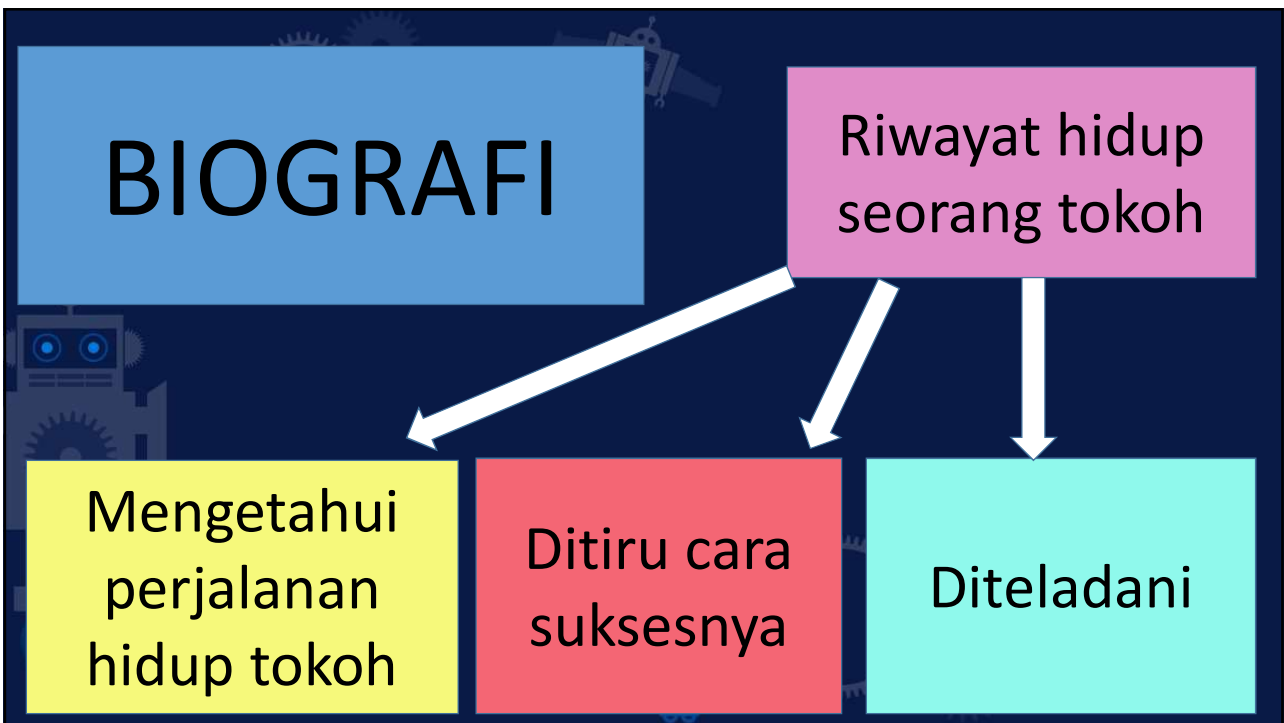 BIOGRAFI
Riwayat hidup
seorang tokoh
Mengetahui
perjalanan
hidup tokoh
Ditiru cara
suksesnya
Diteladani